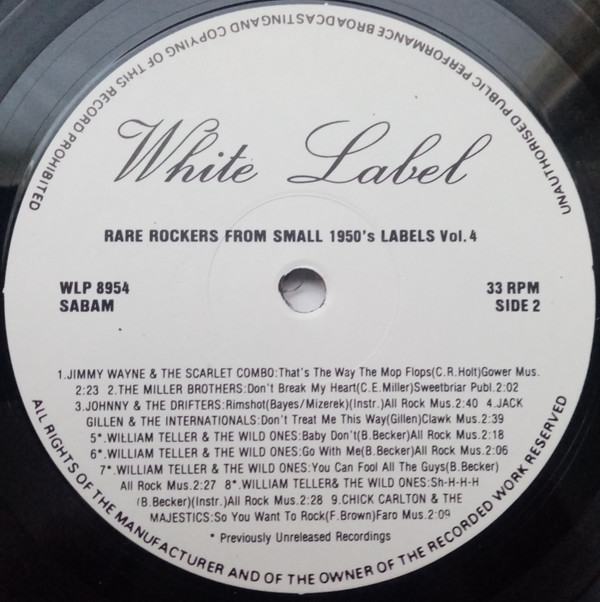 UNAUTHORISED PUBLIC PERFORMANCE BROADCASTING AND COPYING OF THIS RECORD PROHIBITED
White Label
RARE ROCKERS FROM SMALL 1950's LABELS Vol. 4
WLP 8954
SABAM
33 RPM
SIDE 2
1.JIMMY WAYNE & THE SCARLET COMBO:That's The Way The Mop Flops(C.R.Holt)Gower Mus.
2:23 2.THE MILLER BROTHERS:Don't Break My Heart(C.E.Miller)Sweetbriar Publ.2:02
3.JOHNNY & THE DRIFTERS:Rimshot(Bayes/Mizerek)(Instr.)All Rock Mus.2:40 4.JACK
GILLEN & THE INTERNATIONALS:Don't Treat Me This Way(Gillen)Clawk Mus.2:39
5*.WILLIAM TELLER & THE WILD ONES:Baby Don't(B.Becker)All Rock Mus.2:18
6*.WILLIAM TELLER & THE WILD ONES:Go With Me(B.Becker)All Rock Mus.2:06
7*.WILLIAM TELLER & THE WILD ONES:You Can Fool All The Guys(B.Becker)
All Rock Mus.2:27 8*.WILLIAM TELLER& THE WILD ONES:Sh-H-H-H
(B.Becker)(Instr.)All Rock Mus.2:28 9.CHICK CARLTON & THE
MAJESTICS:So You Want To Rock(F.Brown)Faro Mus.2:09
* Previously Unreleased Recordings
ALL RIGHTS OF THE MANUFACTURER AND OF THE OWNER OF THE RECORDED WORK RESERVED